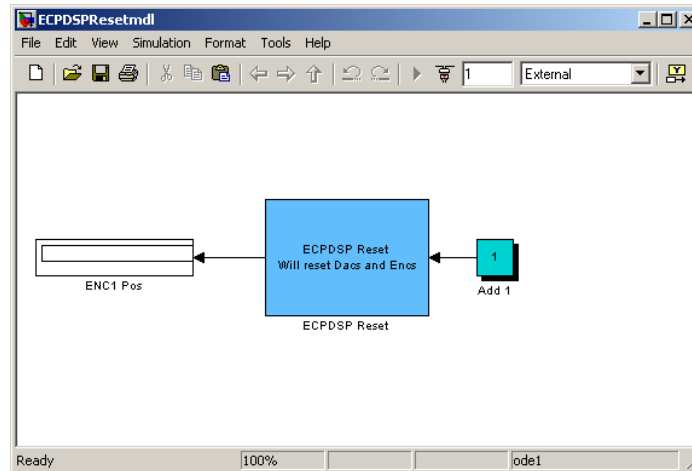 ECPDSPResetmdl
File Edit View Simulation Format Tools Help
1 External
ECPDSP Reset
Will reset Dacs and Encs
1
ENC1 Pos
Add 1
ECPDSP Reset
Ready 100% ode1